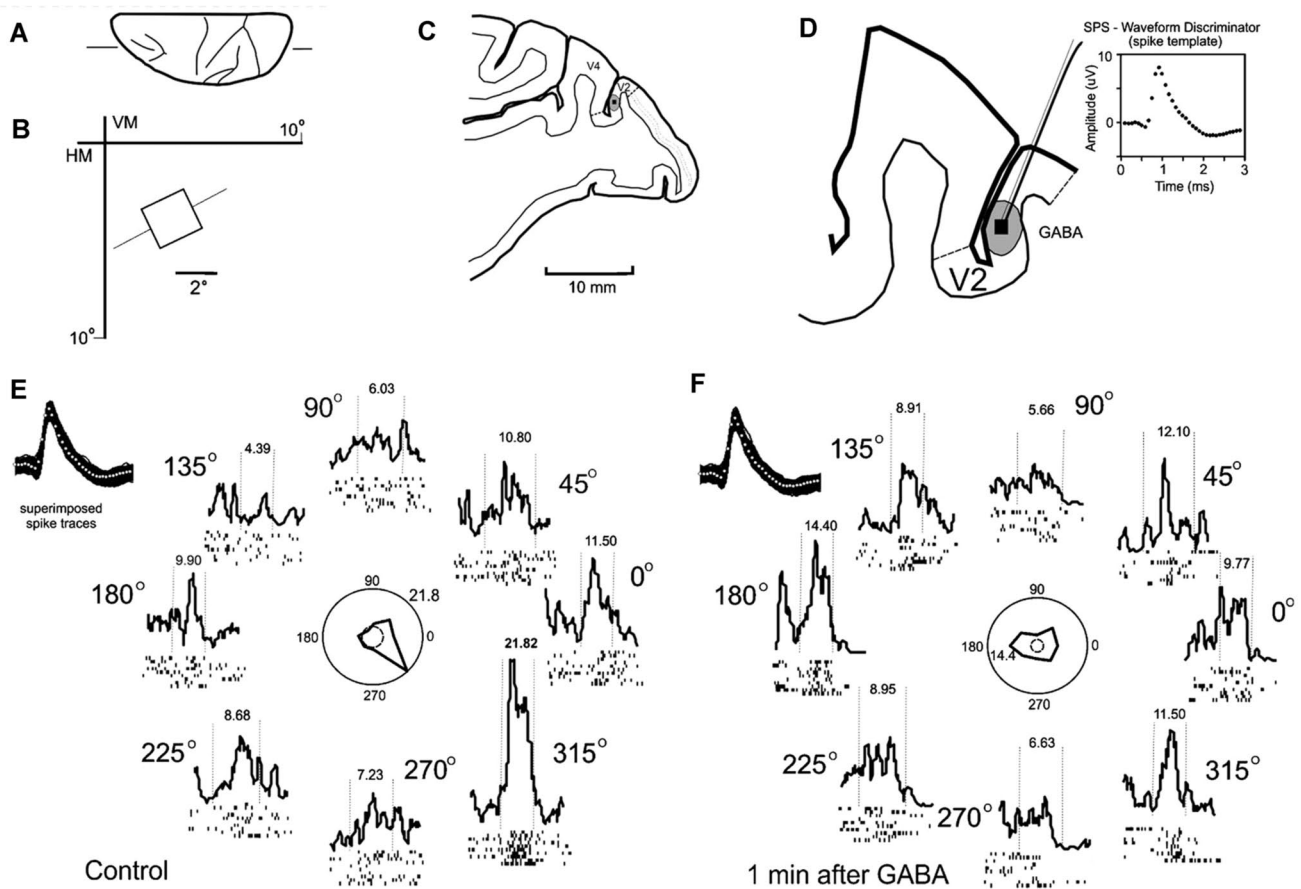 A
B
VM
10°
HM
2°
10°
C
V4
V2
10 mm
D
SPS - Waveform Discriminator
(spike template)
Amplitude (uV)
10
5
0
5
0 1 2 3
Time (ms)
GABA
V2
E
superimposed
spike traces
90°
6.03
135°
4.39
10.80
45°
180°
9.90
11.50
0°
90
21.8
180
0
270
21.82
225°
8.68
7.23
270°
315°
Control
F
8.91
135°
5.66
90°
12.10
45°
14.40
180°
9.77
0°
90
180
14.4
0
270
8.95
225°
6.63
270°
11.50
315°
1 min after GABA